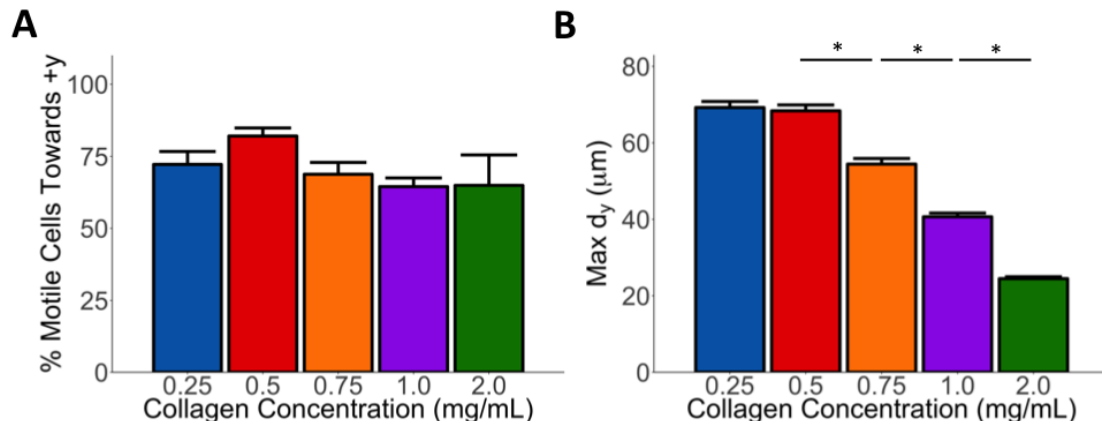 A
% Motile Cells Towards +y
100
75
50
25
0
0.25 0.5 0.75 1.0 2.0
Collagen Concentration (mg/mL)
B
* * *
Max dy (μm)
80
60
40
20
0
0.25 0.5 0.75 1.0 2.0
Collagen Concentration (mg/mL)